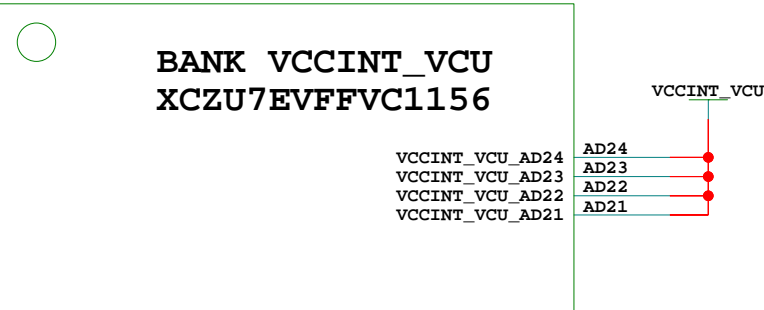 BANK VCCINT_VCU
XCZU7EVFFVC1156
VCCINT_VCU
VCCINT_VCU_AD24 AD24
VCCINT_VCU_AD23 AD23
VCCINT_VCU_AD22 AD22
VCCINT_VCU_AD21 AD21